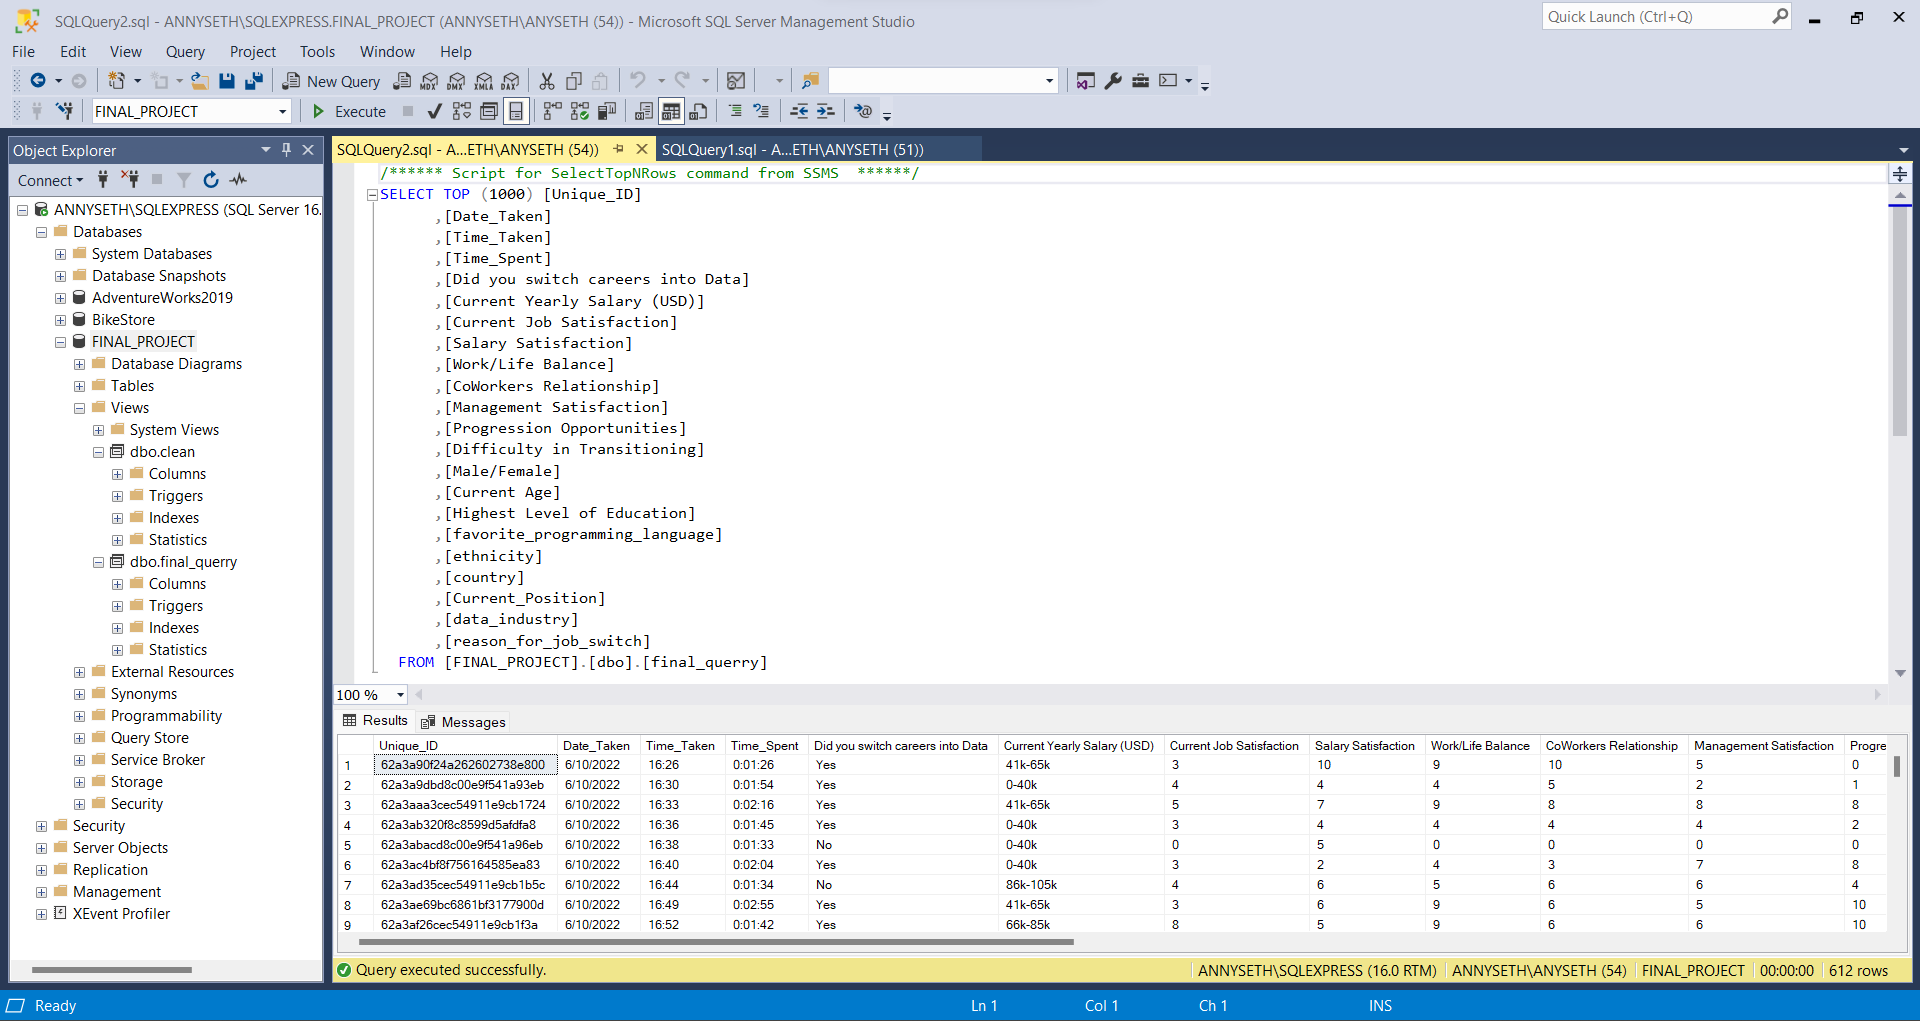 SQLQuery2.sql - ANNYSETH\SQLEXPRESS.FINAL_PROJECT (ANNYSETH\ANYSETH (54)) - Microsoft SQL Server Management Studio
Quick Launch (Ctrl+Q)
File Edit View Query Project Tools Window Help
New Query MDX DMX XMLA DAX
FINAL_PROJECT Execute
Object Explorer
Connect
ANNYSETH\SQLEXPRESS (SQL Server 16.
Databases
System Databases
Database Snapshots
AdventureWorks2019
BikeStore
FINAL_PROJECT
Database Diagrams
Tables
Views
System Views
dbo.clean
Columns
Triggers
Indexes
Statistics
dbo.final_querry
Columns
Triggers
Indexes
Statistics
External Resources
Synonyms
Programmability
Query Store
Service Broker
Storage
Security
Security
Server Objects
Replication
Management
XEvent Profiler
SQLQuery2.sql - A...ETH\ANYSETH (54)) SQLQuery1.sql - A...ETH\ANYSETH (51))
/****** Script for SelectTopNRows command from SSMS  ******/
SELECT TOP (1000) [Unique_ID]
,[Date_Taken]
,[Time_Taken]
,[Time_Spent]
,[Did you switch careers into Data]
,[Current Yearly Salary (USD)]
,[Current Job Satisfaction]
,[Salary Satisfaction]
,[Work/Life Balance]
,[CoWorkers Relationship]
,[Management Satisfaction]
,[Progression Opportunities]
,[Difficulty in Transitioning]
,[Male/Female]
,[Current Age]
,[Highest Level of Education]
,[favorite_programming_language]
,[ethnicity]
,[country]
,[Current_Position]
,[data_industry]
,[reason_for_job_switch]
FROM [FINAL_PROJECT].[dbo].[final_querry]
100 %
Results Messages
Unique_ID Date_Taken Time_Taken Time_Spent Did you switch careers into Data Current Yearly Salary (USD) Current Job Satisfaction Salary Satisfaction Work/Life Balance CoWorkers Relationship Management Satisfaction Progre
1 62a3a90f24a262602738e800 6/10/2022 16:26 0:01:26 Yes 41k-65k 3 10 9 10 5 0
2 62a3a9dbd8c00e9f541a93eb 6/10/2022 16:30 0:01:54 Yes 0-40k 4 4 4 5 2 1
3 62a3aaa3cec54911e9cb1724 6/10/2022 16:33 0:02:16 Yes 41k-65k 5 7 9 8 8 8
4 62a3ab320f8c8599d5afdfa8 6/10/2022 16:36 0:01:45 Yes 0-40k 3 4 4 4 4 2
5 62a3abacd8c00e9f541a96eb 6/10/2022 16:38 0:01:33 No 0-40k 0 5 0 0 0 0
6 62a3ac4bf8f756164585ea83 6/10/2022 16:40 0:02:04 Yes 0-40k 3 2 4 3 7 8
7 62a3ad35cec54911e9cb1b5c 6/10/2022 16:44 0:01:34 No 86k-105k 4 6 5 6 6 4
8 62a3ae69bc6861bf3177900d 6/10/2022 16:49 0:02:55 Yes 41k-65k 3 6 9 6 5 10
9 62a3af26cec54911e9cb1f3a 6/10/2022 16:52 0:01:42 Yes 66k-85k 8 5 9 6 6 10
Query executed successfully. ANNYSETH\SQLEXPRESS (16.0 RTM) ANNYSETH\ANYSETH (54) FINAL_PROJECT 00:00:00 612 rows
Ready Ln 1 Col 1 Ch 1 INS